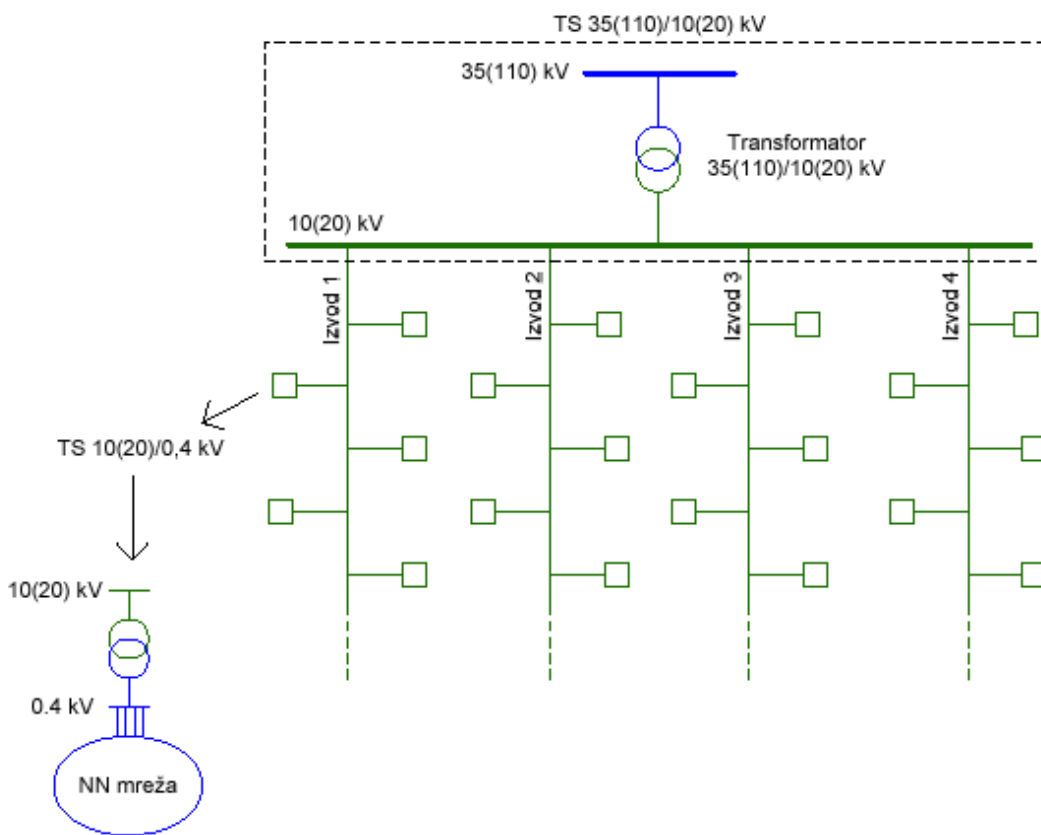 TS 35(110)/10(20) kV
35(110) kV
Transformator
35(110)/10(20) kV
10(20) kV
Izvod 1
Izvod 2
Izvod 3
Izvod 4
TS 10(20)/0,4 kV
10(20) kV
0.4 kV
NN mreža